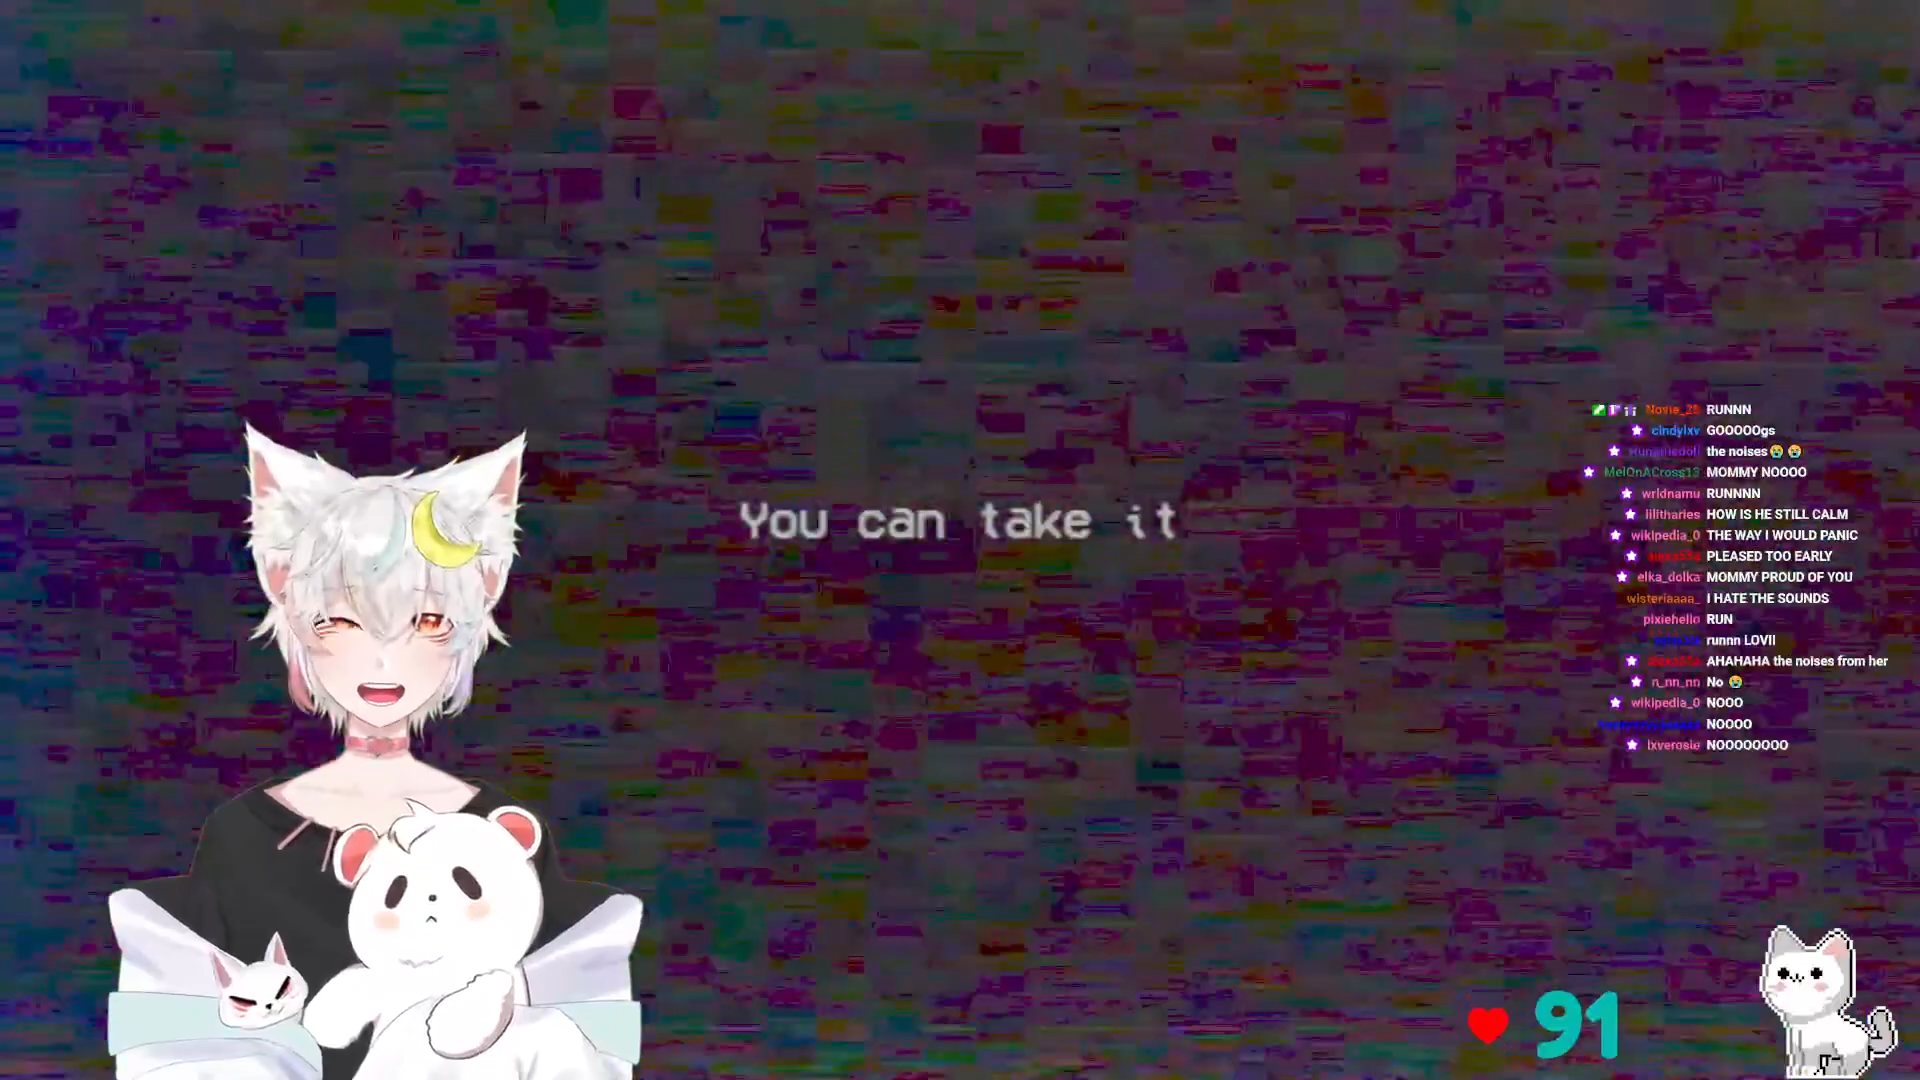 You can take it
Novie_25 RUNNN
cindylxv GOOOOOgs
the noises
MelOnACross13 MOMMY NOOOO
wrldnamu RUNNNN
lilitharies HOW IS HE STILL CALM
wikipedia_0 THE WAY I WOULD PANIC
PLEASED TOO EARLY
elka_dolka MOMMY PROUD OF YOU
wisteriaaaa_ I HATE THE SOUNDS
pixiehello RUN
runnn LOVII
AHAHAHA the noises from her
n_nn_nn No
wikipedia_0 NOOO
NOOOO
lxverosie NOOOOOOOO
91